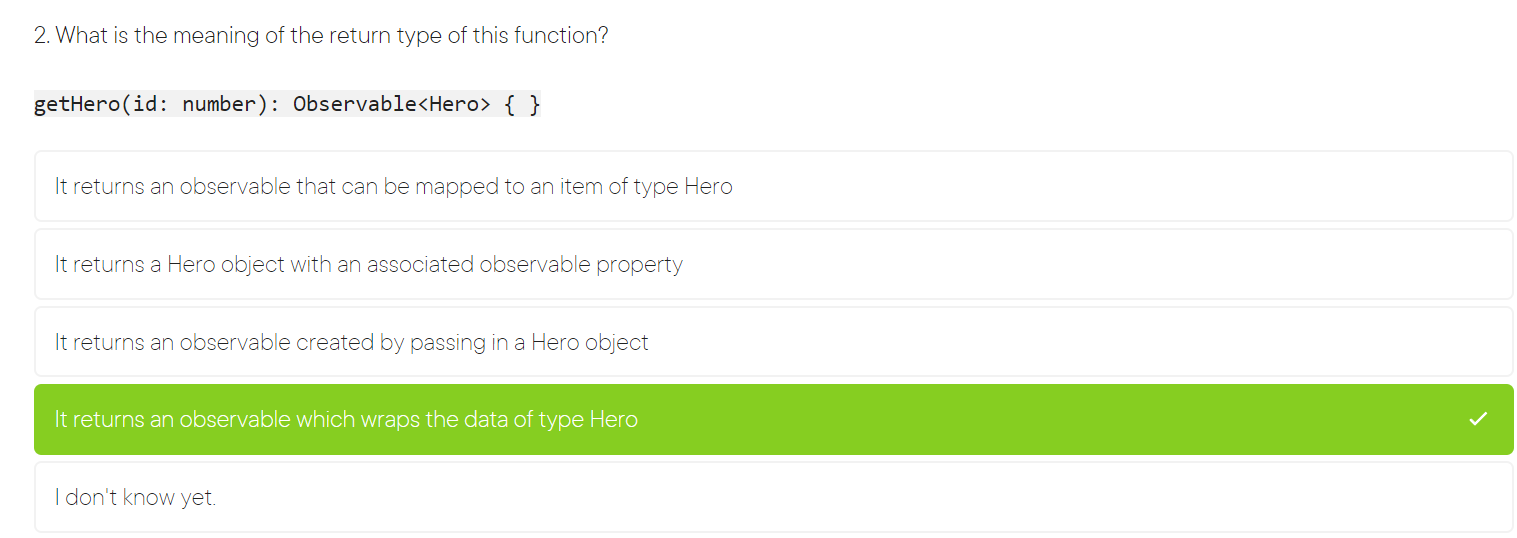 2. What is the meaning of the return type of this function?
getHero(id: number): Observable<Hero> { }
It returns an observable that can be mapped to an item of type Hero
It returns a Hero object with an associated observable property
It returns an observable created by passing in a Hero object
It returns an observable which wraps the data of type Hero
I don't know yet.